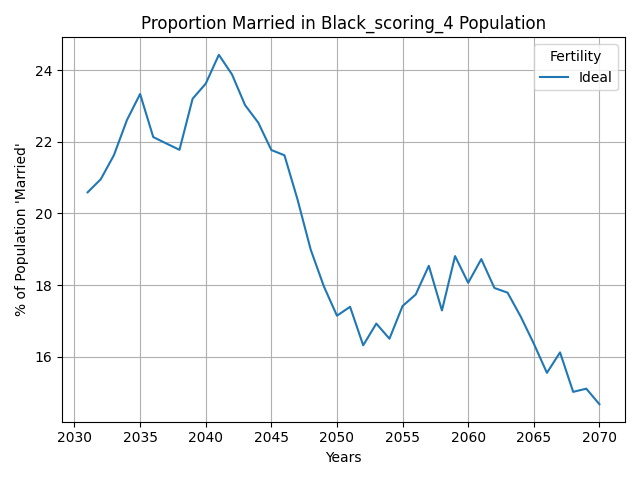 Proportion Married in Black_scoring_4 Population
Fertility
Ideal
% of Population 'Married'
24
22
20
18
16
2030 2035 2040 2045 2050 2055 2060 2065 2070
Years